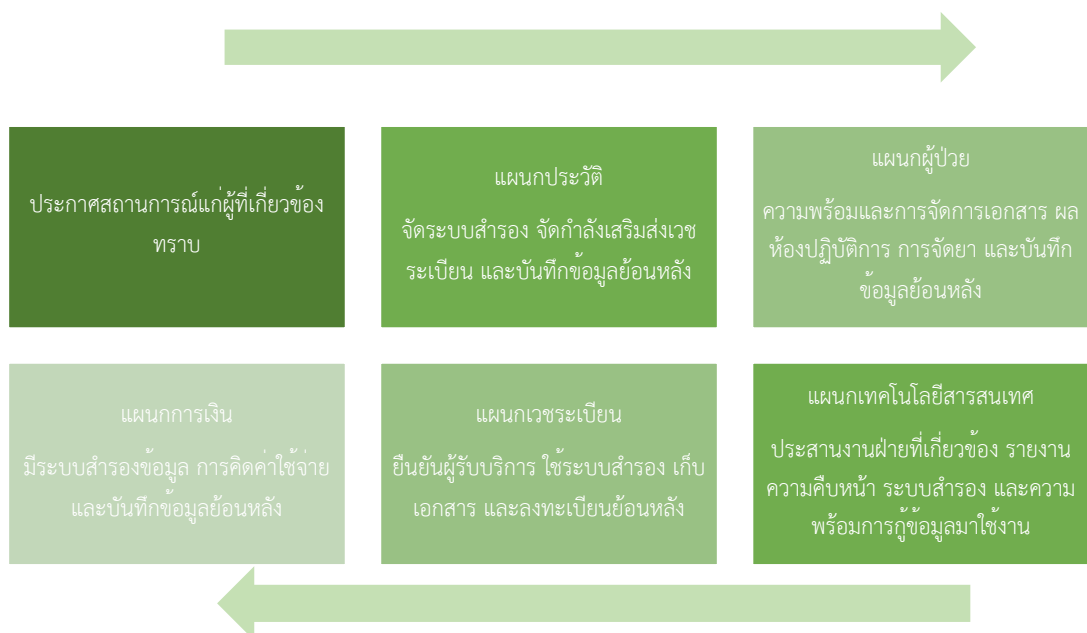 ประกาศสถานการณ์แก่ผู้ที่เกี่ยวข้อง
ทราบ
แผนกประวัติ
จัดระบบสำรอง จัดกำลังเสริมส่งเวช
ระเบียน และบันทึกข้อมูลย้อนหลัง
แผนกผู้ป่วย
ความพร้อมและการจัดการเอกสาร ผล
ห้องปฏิบัติการ การจัดยา และบันทึก
ข้อมูลย้อนหลัง
แผนกการเงิน
มีระบบสำรองข้อมูล การคิดค่าใช้จ่าย
และบันทึกข้อมูลย้อนหลัง
แผนกเวชระเบียน
ยืนยันผู้รับบริการ ใช้ระบบสำรอง เก็บ
เอกสาร และลงทะเบียนย้อนหลัง
แผนกเทคโนโลยีสารสนเทศ
ประสานงานฝ่ายที่เกี่ยวข้อง รายงาน
ความคืบหน้า ระบบสำรอง และความ
พร้อมการกู้ข้อมูลมาใช้งาน